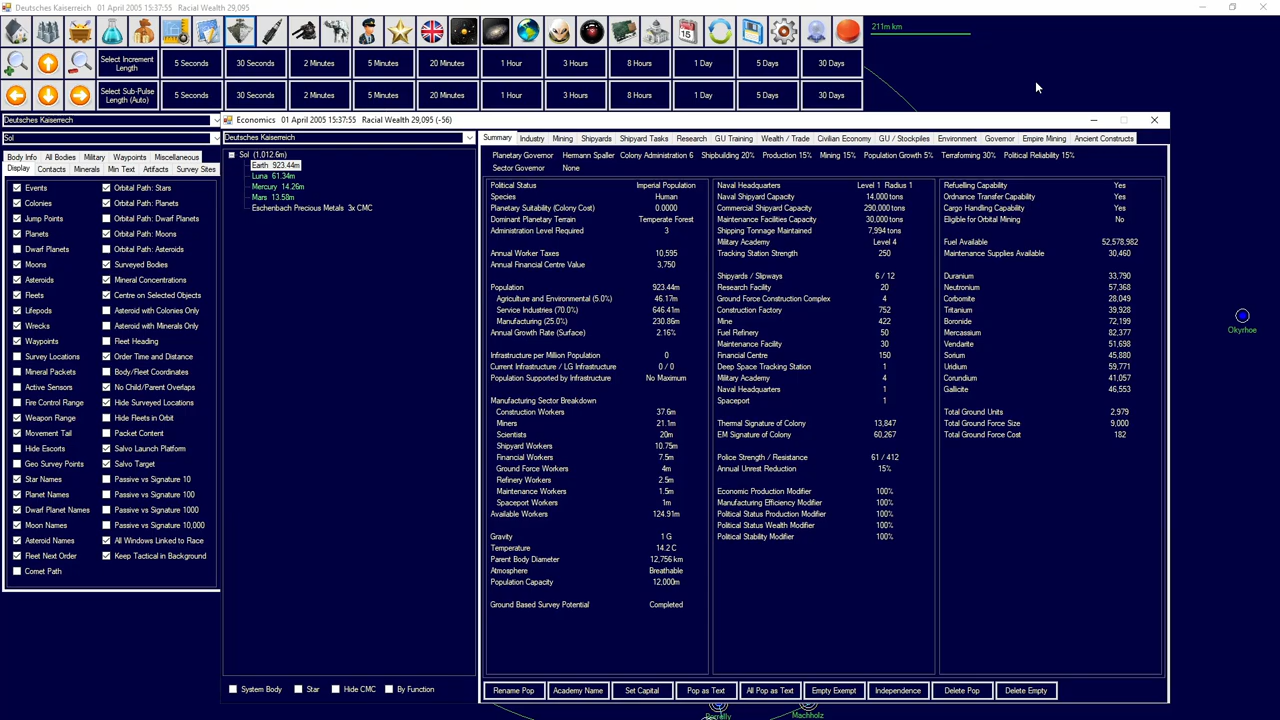 Deutsches Kaiserreich 01 April 2005 15:37:55 Racial Wealth 29,095
211m km
Select Increment Length 5 Seconds 30 Seconds 2 Minutes 5 Minutes 20 Minutes 1 Hour 3 Hours 8 Hours 1 Day 5 Days 30 Days
Select Sub-Pulse Length (Auto) 5 Seconds 30 Seconds 2 Minutes 5 Minutes 20 Minutes 1 Hour 3 Hours 8 Hours 1 Day 5 Days 30 Days
Deutsches Kaiserreich
Sol
Body Info All Bodies Military Waypoints Miscellaneous
Display Contacts Minerals Min Text Artifacts Survey Sites
Events Orbital Path: Stars
Colonies Orbital Path: Planets
Jump Points Orbital Path: Dwarf Planets
Planets Orbital Path: Moons
Dwarf Planets Orbital Path: Asteroids
Moons Surveyed Bodies
Asteroids Mineral Concentrations
Fleets Centre on Selected Objects
Lifepods Asteroid with Colonies Only
Wrecks Asteroid with Minerals Only
Waypoints Fleet Heading
Survey Locations Order Time and Distance
Mineral Packets Body/Fleet Coordinates
Active Sensors No Child/Parent Overlaps
Fire Control Range Hide Surveyed Locations
Weapon Range Hide Fleets in Orbit
Movement Tail Packet Content
Hide Escorts Salvo Launch Platform
Geo Survey Points Salvo Target
Star Names Passive vs Signature 10
Planet Names Passive vs Signature 100
Dwarf Planet Names Passive vs Signature 1000
Moon Names Passive vs Signature 10,000
Asteroid Names All Windows Linked to Race
Fleet Next Order Keep Tactical in Background
Comet Path
Economics 01 April 2005 15:37:55 Racial Wealth 29,095 (-56)
Deutsches Kaiserreich
Sol (1,012.6m)
Earth 923.44m
Luna 61.34m
Mercury 14.26m
Mars 13.58m
Eschenbach Precious Metals 3x CMC
System Body Star Hide CMC By Function
Summary Industry Mining Shipyards Shipyard Tasks Research GU Training Wealth / Trade Civilian Economy GU / Stockpiles Environment Governor Empire Mining Ancient Constructs
Planetary Governor Hermann Spaller Colony Administration 6 Shipbuilding 20% Production 15% Mining 15% Population Growth 5% Terraforming 30% Political Reliability 15%
Sector Governor None
Political Status Imperial Population
Species Human
Planetary Suitability (Colony Cost) 0.0000
Dominant Planetary Terrain Temperate Forest
Administration Level Required 3
Annual Worker Taxes 10,595
Annual Financial Centre Value 3,750
Population 923.44m
Agriculture and Environmental (5.0%) 46.17m
Service Industries (70.0%) 646.41m
Manufacturing (25.0%) 230.86m
Annual Growth Rate (Surface) 2.16%
Infrastructure per Million Population 0
Current Infrastructure / LG Infrastructure 0 / 0
Population Supported by Infrastructure No Maximum
Manufacturing Sector Breakdown
Construction Workers 37.6m
Miners 21.1m
Scientists 20m
Shipyard Workers 10.75m
Financial Workers 7.5m
Ground Force Workers 4m
Refinery Workers 2.5m
Maintenance Workers 1.5m
Spaceport Workers 1m
Available Workers 124.91m
Gravity 1 G
Temperature 14.2 C
Parent Body Diameter 12,756 km
Atmosphere Breathable
Population Capacity 12,000m
Ground Based Survey Potential Completed
Naval Headquarters Level 1 Radius 1
Naval Shipyard Capacity 14,000 tons
Commercial Shipyard Capacity 290,000 tons
Maintenance Facilities Capacity 30,000 tons
Shipping Tonnage Maintained 7,994 tons
Military Academy Level 4
Tracking Station Strength 250
Shipyards / Slipways 6 / 12
Research Facility 20
Ground Force Construction Complex 4
Construction Factory 752
Mine 422
Fuel Refinery 50
Maintenance Facility 30
Financial Centre 150
Deep Space Tracking Station 1
Military Academy 4
Naval Headquarters 1
Spaceport 1
Thermal Signature of Colony 13,847
EM Signature of Colony 60,267
Police Strength / Resistance 61 / 412
Annual Unrest Reduction 15%
Economic Production Modifier 100%
Manufacturing Efficiency Modifier 100%
Political Status Production Modifier 100%
Political Status Wealth Modifier 100%
Political Stability Modifier 100%
Refuelling Capability Yes
Ordnance Transfer Capability Yes
Cargo Handling Capability Yes
Eligible for Orbital Mining No
Fuel Available 52,578,982
Maintenance Supplies Available 30,460
Duranium 33,790
Neutronium 57,368
Corbomite 28,049
Tritanium 39,928
Boronide 72,199
Mercassium 82,377
Vendarite 51,698
Sorium 45,880
Uridium 59,771
Corundium 41,057
Gallicite 46,553
Total Ground Units 2,979
Total Ground Force Size 9,000
Total Ground Force Cost 182
Rename Pop Academy Name Set Capital Pop as Text All Pop as Text Empty Exempt Independence Delete Pop Delete Empty
Okyrhoe
Machholz